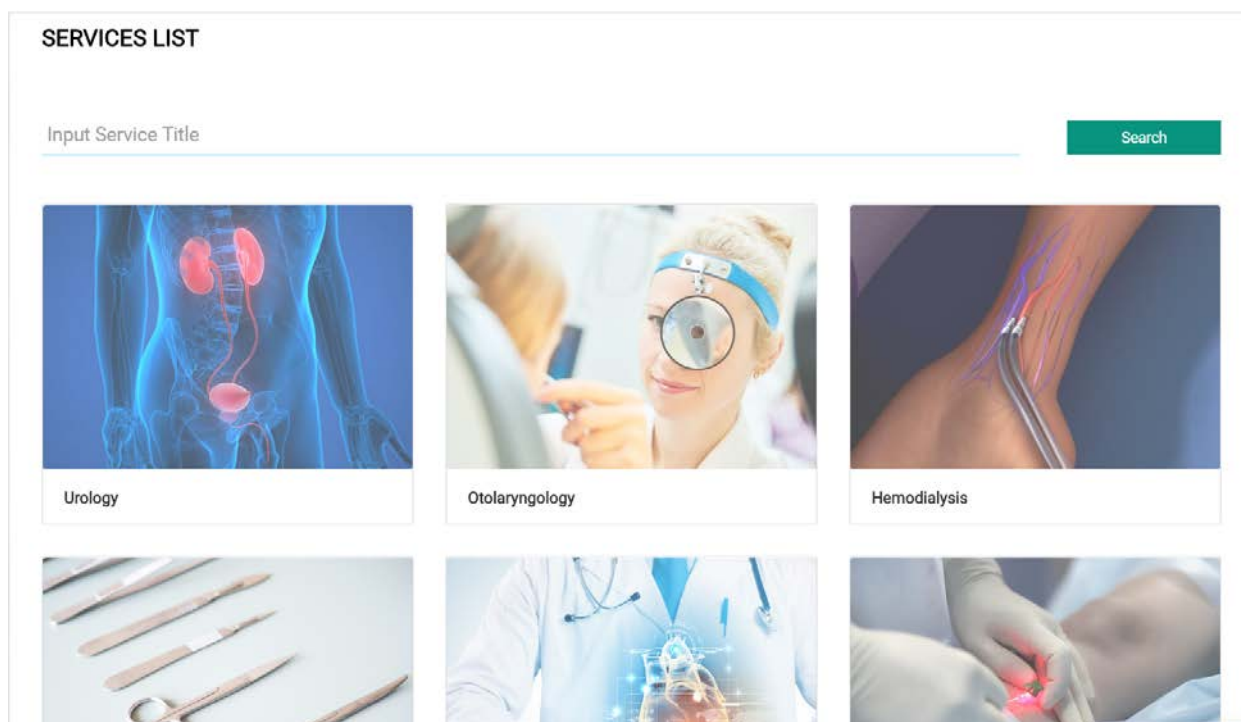 SERVICES LIST
Input Service Title
Search
Urology
Otolaryngology
Hemodialysis